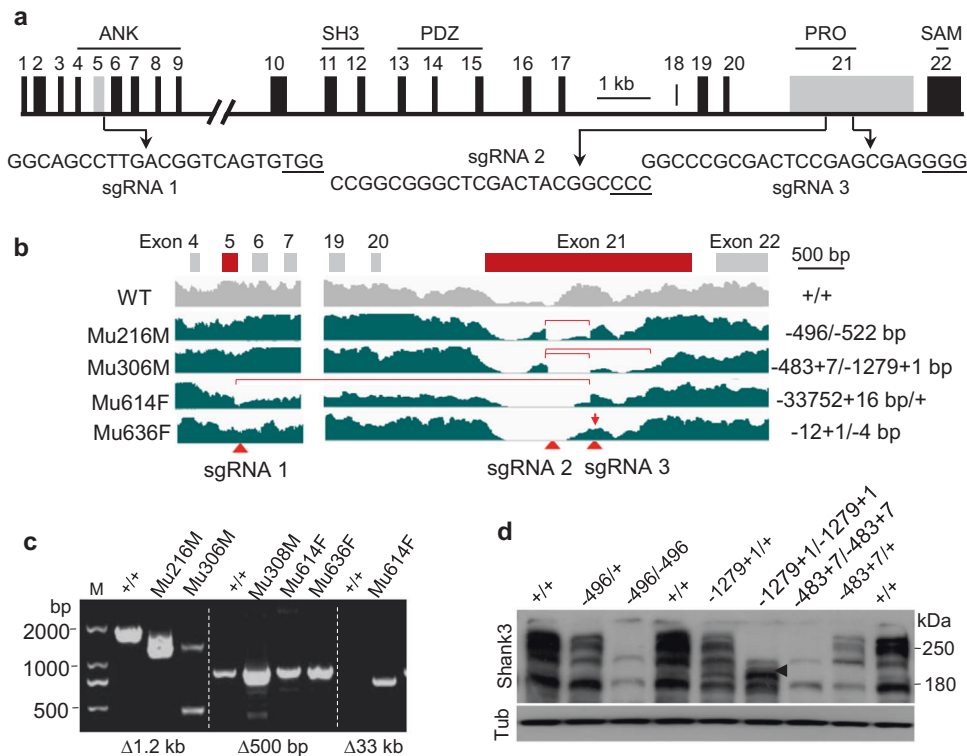 a
ANK SH3 PDZ PRO SAM
1 2 3 4 5 6 7 8 9 10 11 12 13 14 15 16 17 18 19 20 21 22
1 kb
GGCAGCCTTGACGGTCAGTGTGG
sgRNA 1
sgRNA 2
CCGGCGGGCTCGACTACGGCCCC
GGCCCGCGACTCCGAGCGAGGGG
sgRNA 3
b
Exon 4 5 6 7 19 20 Exon 21 Exon 22 500 bp
WT +/+
Mu216M -496/-522 bp
Mu306M -483+7/-1279+1 bp
Mu614F -33752+16 bp/+
Mu636F -12+1/-4 bp
sgRNA 1 sgRNA 2 sgRNA 3
c
M +/+ Mu216M Mu306M +/+ Mu308M Mu614F Mu636F +/+ Mu614F
bp
2000
1000
500
Δ1.2 kb Δ500 bp Δ33 kb
d
+/+ -496/+ -496/-496 +/+ -1279+1/+ -1279+1/-1279+1 -483+7/-483+7 -483+7/+ +/+
kDa
Shank3
250
180
Tub